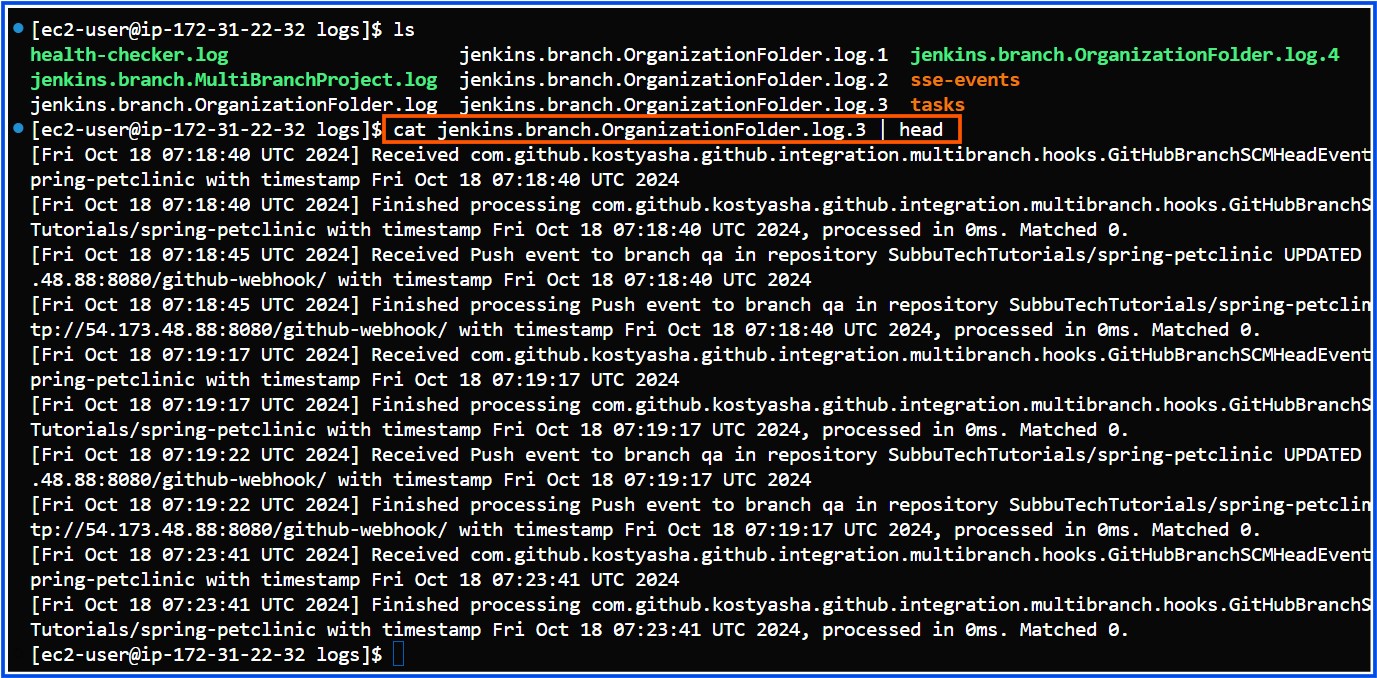 [ec2-user@ip-172-31-22-32 logs]$ ls
health-checker.log jenkins.branch.OrganizationFolder.log.1 jenkins.branch.OrganizationFolder.log.4
jenkins.branch.MultiBranchProject.log jenkins.branch.OrganizationFolder.log.2 sse-events
jenkins.branch.OrganizationFolder.log jenkins.branch.OrganizationFolder.log.3 tasks
[ec2-user@ip-172-31-22-32 logs]$ cat jenkins.branch.OrganizationFolder.log.3 | head
[Fri Oct 18 07:18:40 UTC 2024] Received com.github.kostyasha.github.integration.multibranch.hooks.GitHubBranchSCMHeadEvent
pring-petclinic with timestamp Fri Oct 18 07:18:40 UTC 2024
[Fri Oct 18 07:18:40 UTC 2024] Finished processing com.github.kostyasha.github.integration.multibranch.hooks.GitHubBranchS
Tutorials/spring-petclinic with timestamp Fri Oct 18 07:18:40 UTC 2024, processed in 0ms. Matched 0.
[Fri Oct 18 07:18:45 UTC 2024] Received Push event to branch qa in repository SubbuTechTutorials/spring-petclinic UPDATED
.48.88:8080/github-webhook/ with timestamp Fri Oct 18 07:18:40 UTC 2024
[Fri Oct 18 07:18:45 UTC 2024] Finished processing Push event to branch qa in repository SubbuTechTutorials/spring-petclin
tp://54.173.48.88:8080/github-webhook/ with timestamp Fri Oct 18 07:18:40 UTC 2024, processed in 0ms. Matched 0.
[Fri Oct 18 07:19:17 UTC 2024] Received com.github.kostyasha.github.integration.multibranch.hooks.GitHubBranchSCMHeadEvent
pring-petclinic with timestamp Fri Oct 18 07:19:17 UTC 2024
[Fri Oct 18 07:19:17 UTC 2024] Finished processing com.github.kostyasha.github.integration.multibranch.hooks.GitHubBranchS
Tutorials/spring-petclinic with timestamp Fri Oct 18 07:19:17 UTC 2024, processed in 0ms. Matched 0.
[Fri Oct 18 07:19:22 UTC 2024] Received Push event to branch qa in repository SubbuTechTutorials/spring-petclinic UPDATED
.48.88:8080/github-webhook/ with timestamp Fri Oct 18 07:19:17 UTC 2024
[Fri Oct 18 07:19:22 UTC 2024] Finished processing Push event to branch qa in repository SubbuTechTutorials/spring-petclin
tp://54.173.48.88:8080/github-webhook/ with timestamp Fri Oct 18 07:19:17 UTC 2024, processed in 0ms. Matched 0.
[Fri Oct 18 07:23:41 UTC 2024] Received com.github.kostyasha.github.integration.multibranch.hooks.GitHubBranchSCMHeadEvent
pring-petclinic with timestamp Fri Oct 18 07:23:41 UTC 2024
[Fri Oct 18 07:23:41 UTC 2024] Finished processing com.github.kostyasha.github.integration.multibranch.hooks.GitHubBranchS
Tutorials/spring-petclinic with timestamp Fri Oct 18 07:23:41 UTC 2024, processed in 0ms. Matched 0.
[ec2-user@ip-172-31-22-32 logs]$